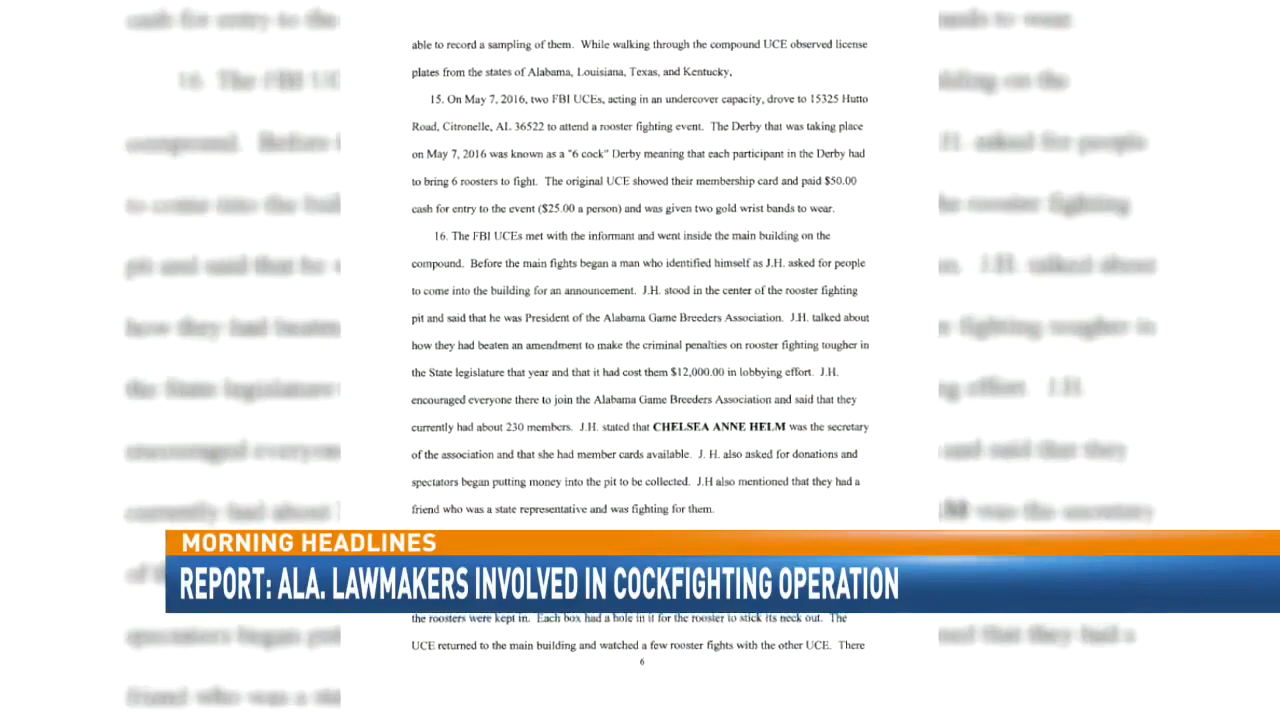 able to record a sampling of them. While walking through the compound UCE observed license
plates from the states of Alabama, Louisiana, Texas, and Kentucky,
15. On May 7, 2016, two FBI UCEs, acting in an undercover capacity, drove to 15325 Hutto
Road, Citronelle, AL 36522 to attend a rooster fighting event. The Derby that was taking place
on May 7, 2016 was known as a "6 cock" Derby meaning that each participant in the Derby had
to bring 6 roosters to fight. The original UCE showed their membership card and paid $50.00
cash for entry to the event ($25.00 a person) and was given two gold wrist bands to wear.
16. The FBI UCEs met with the informant and went inside the main building on the
compound. Before the main fights began a man who identified himself as J.H. asked for people
to come into the building for an announcement. J.H. stood in the center of the rooster fighting
pit and said that he was President of the Alabama Game Breeders Association. J.H. talked about
how they had beaten an amendment to make the criminal penalties on rooster fighting tougher in
the State legislature that year and that it had cost them $12,000.00 in lobbying effort. J.H.
encouraged everyone there to join the Alabama Game Breeders Association and said that they
currently had about 230 members. J.H. stated that CHELSEA ANNE HELM was the secretary
of the association and that she had member cards available. J. H. also asked for donations and
spectators began putting money into the pit to be collected. J.H also mentioned that they had a
friend who was a state representative and was fighting for them.
MORNING HEADLINES
REPORT: ALA. LAWMAKERS INVOLVED IN COCKFIGHTING OPERATION
the roosters were kept in. Each box had a hole in it for the rooster to stick its neck out. The
UCE returned to the main building and watched a few rooster fights with the other UCE. There
6